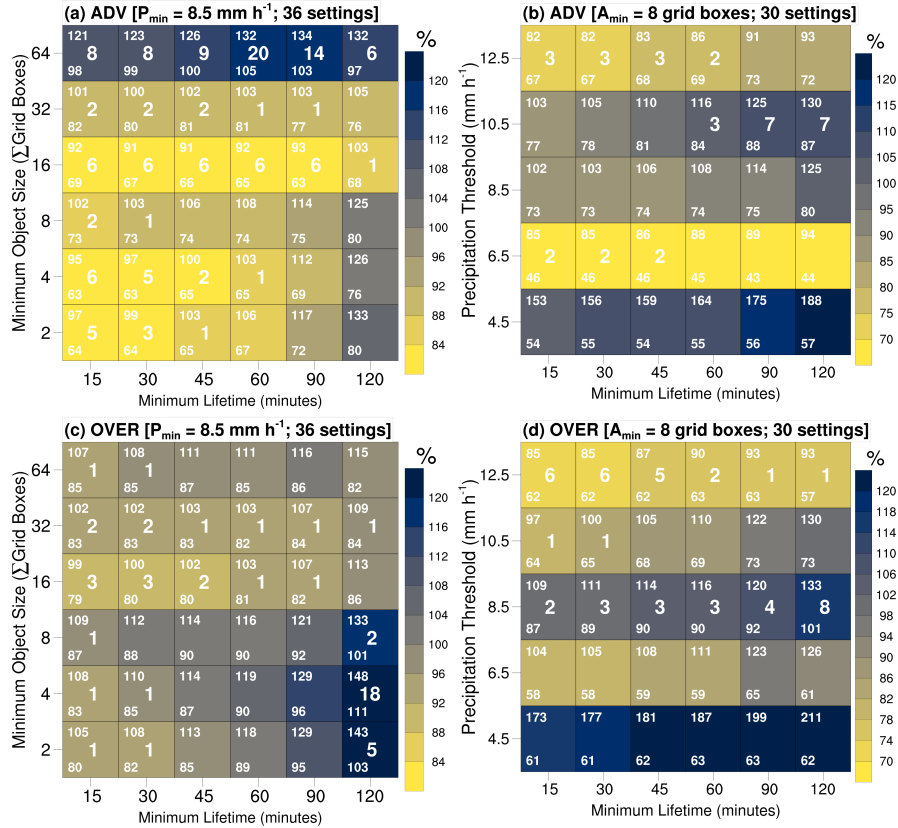 (a) ADV [Pmin = 8.5 mm h-1; 36 settings]
%
Minimum Object Size (∑Grid Boxes)
121 123 126 132 134 132
64 8 8 9 20 14 6
98 99 100 105 103 97
101 100 102 103 103 105
32 2 2 2 1 1
82 80 81 81 77 76
92 91 91 92 93 103
16 6 6 6 6 6 1
69 67 66 65 63 68
102 103 106 108 114 125
8 2 1
73 73 74 74 75 80
95 97 100 103 112 126
4 6 5 2 1
63 63 65 65 69 76
97 99 103 106 117 133
2 5 3 1
64 64 65 67 72 80
15 30 45 60 90 120
Minimum Lifetime (minutes)
120
116
112
108
104
100
96
92
88
84
(b) ADV [Amin = 8 grid boxes; 30 settings]
%
Precipitation Threshold (mm h-1)
82 82 83 86 91 93
12.5 3 3 3 2
67 67 68 69 73 72
103 105 110 116 125 130
10.5 3 7 7
77 78 81 84 88 87
102 103 106 108 114 125
8.5
73 73 74 74 75 80
85 85 86 88 89 94
6.5 2 2 2
46 46 46 45 43 44
153 156 159 164 175 188
4.5
54 55 54 55 56 57
15 30 45 60 90 120
Minimum Lifetime (minutes)
120
115
110
105
100
95
90
85
80
75
70
(c) OVER [Pmin = 8.5 mm h-1; 36 settings]
%
Minimum Object Size (∑Grid Boxes)
107 108 111 111 116 115
64 1 1
85 85 87 85 86 82
102 102 103 103 107 109
32 2 2 1 1 1 1
83 83 83 82 84 83
99 100 102 103 107 113
16 3 3 2 1 1
79 80 80 81 82 86
109 112 114 116 121 133
8 1 2
87 88 90 90 92 101
108 110 114 119 129 148
4 1 1 18
83 85 87 90 96 111
105 108 113 118 129 143
2 1 1 5
80 82 85 89 95 103
15 30 45 60 90 120
Minimum Lifetime (minutes)
120
116
112
108
104
100
96
92
88
84
(d) OVER [Amin = 8 grid boxes; 30 settings]
%
Precipitation Threshold (mm h-1)
85 85 87 90 93 93
12.5 6 6 5 2 1 1
62 62 62 63 63 57
97 100 105 110 122 130
10.5 1 1
64 65 68 69 73 73
109 111 114 116 120 133
8.5 2 3 3 3 4 8
87 89 90 90 92 101
104 105 108 111 123 126
6.5
58 58 59 59 65 61
173 177 181 187 199 211
4.5
61 61 62 63 63 62
15 30 45 60 90 120
Minimum Lifetime (minutes)
120
118
114
110
106
102
98
94
90
86
82
78
74
70